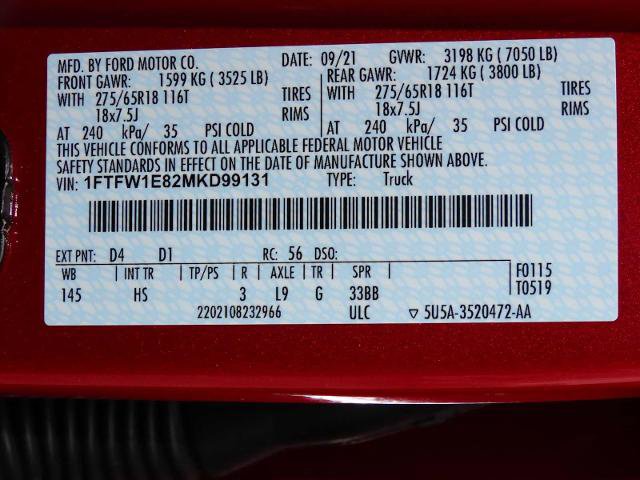 MFD. BY FORD MOTOR CO. DATE: 09/21 GVWR: 3198 KG ( 7050 LB)
FRONT GAWR: 1599 KG ( 3525 LB) REAR GAWR: 1724 KG ( 3800 LB)
WITH 275/65R18 116T TIRES WITH 275/65R18 116T TIRES
18x7.5J RIMS 18x7.5J RIMS
AT 240 kPa/ 35 PSI COLD AT 240 kPa/ 35 PSI COLD
THIS VEHICLE CONFORMS TO ALL APPLICABLE FEDERAL MOTOR VEHICLE
SAFETY STANDARDS IN EFFECT ON THE DATE OF MANUFACTURE SHOWN ABOVE.
VIN: 1FTFW1E82MKD99131 TYPE: Truck
EXT PNT: D4 D1 RC: 56 DSO:
WB INT TR TP/PS R AXLE TR SPR F0115
145 HS 3 L9 G 33BB T0519
2202108232966 ULC ▽ 5U5A-3520472-AA